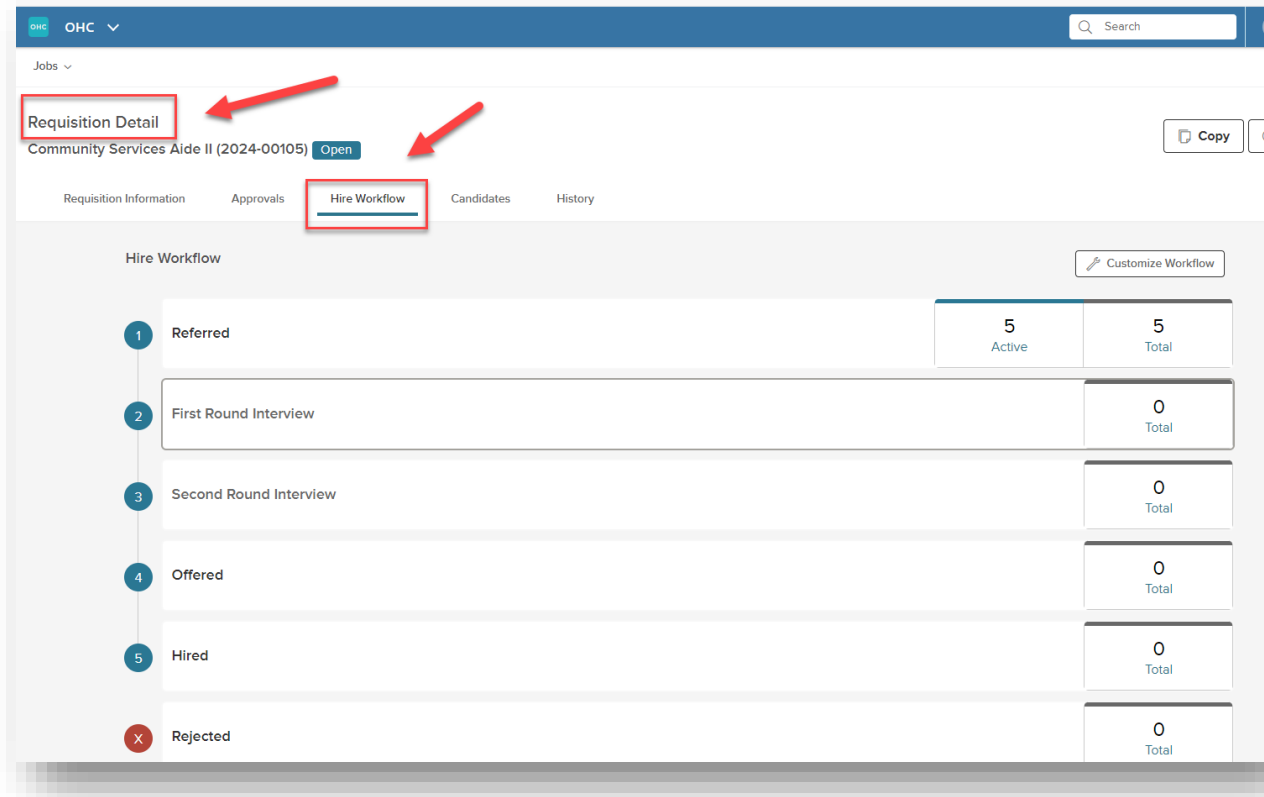 OHC OHC Search
Jobs
Requisition Detail
Community Services Aide II (2024-00105) Open
Copy
Requisition Information Approvals Hire Workflow Candidates History
Hire Workflow
Customize Workflow
1 Referred
5 5
Active Total
2 First Round Interview
0
Total
3 Second Round Interview
0
Total
4 Offered
0
Total
5 Hired
0
Total
X Rejected
0
Total